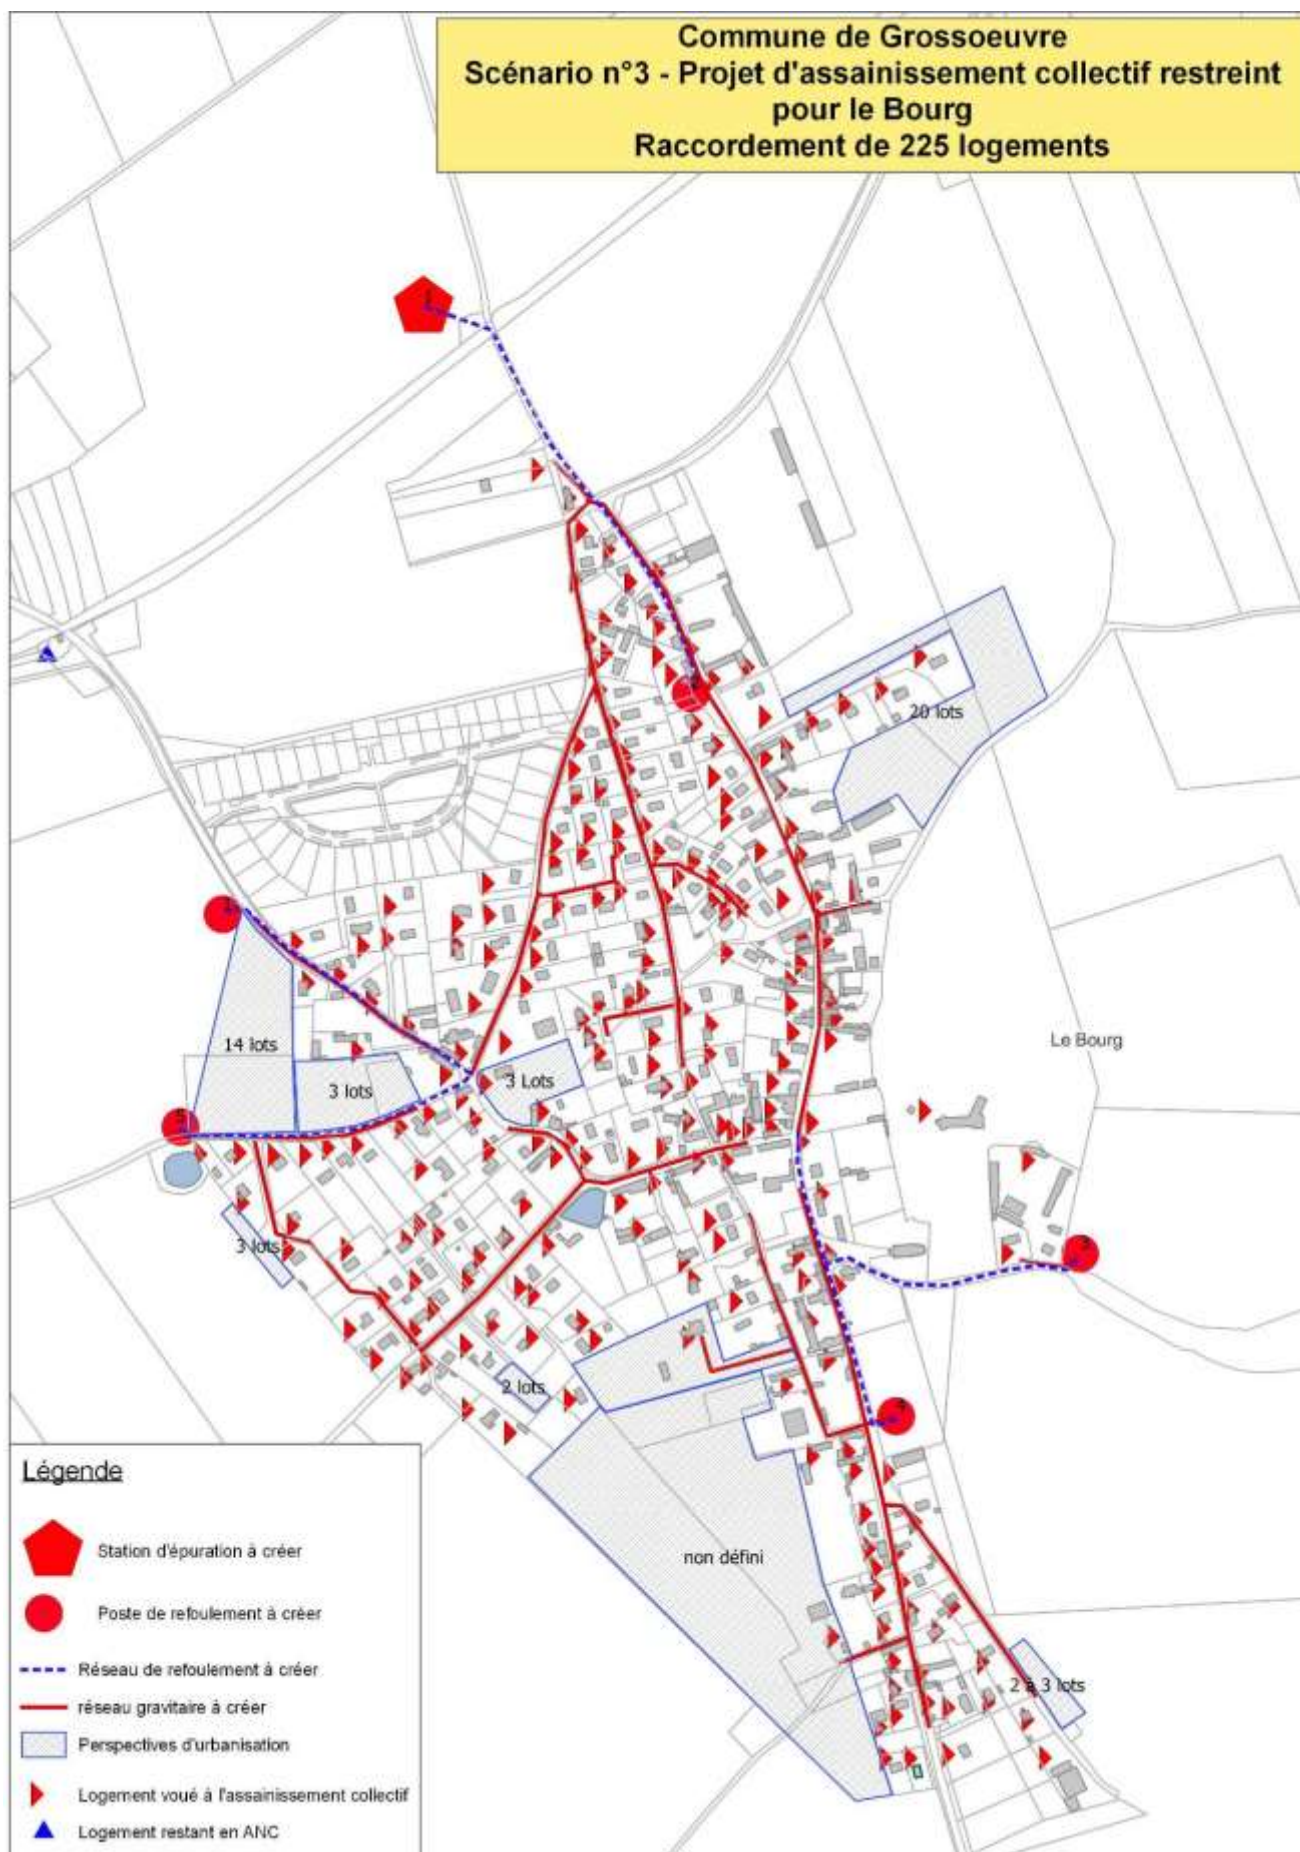 Commune de Grossoeuvre
Scénario n°3 - Projet d'assainissement collectif restreint
pour le Bourg
Raccordement de 225 logements
20 lots
14 lots
3 lots
3 Lots
Le Bourg
3 lots
2 lots
non défini
2 à 3 lots
Légende
Station d'épuration à créer
Poste de refoulement à créer
Réseau de refoulement à créer
réseau gravitaire à créer
Perspectives d'urbanisation
Logement voué à l'assainissement collectif
Logement restant en ANC